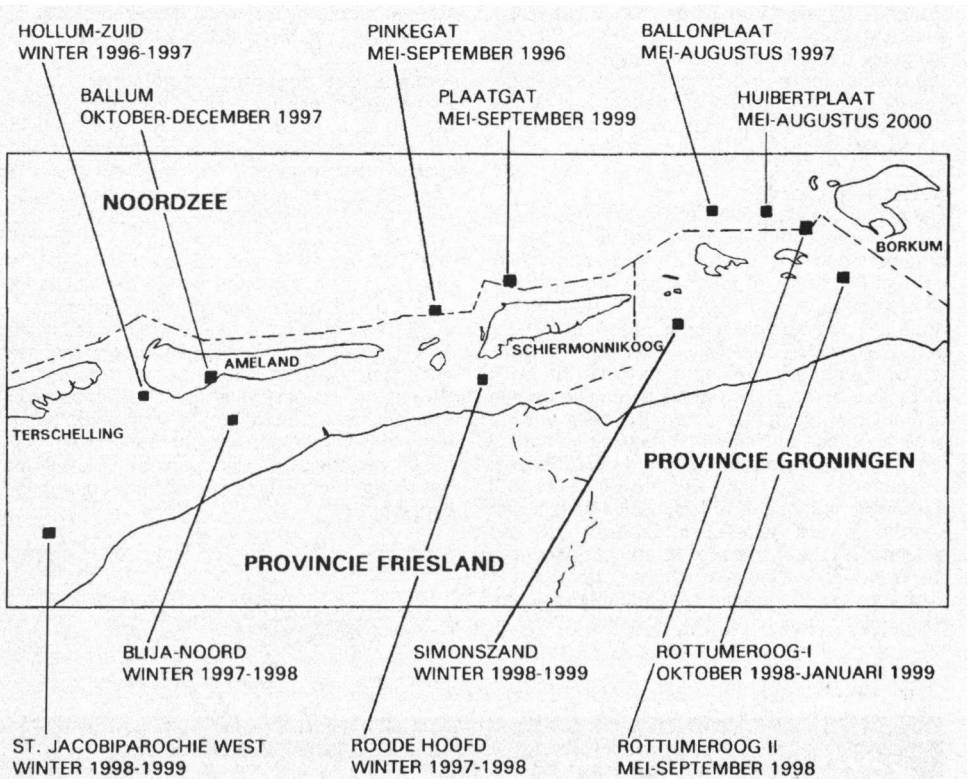 HOLLUM-ZUID
WINTER 1996-1997
PINKEGAT
MEI-SEPTEMBER 1996
BALLONPLAAT
MEI-AUGUSTUS 1997
BALLUM
OKTOBER-DECEMBER 1997
PLAATGAT
MEI-SEPTEMBER 1999
HUIBERTPLAAT
MEI-AUGUSTUS 2000
NOORDZEE
BORKUM
SCHIERMONNIKOOG
AMELAND
TERSCHELLING
PROVINCIE GRONINGEN
PROVINCIE FRIESLAND
BLIJA-NOORD
WINTER 1997-1998
SIMONSZAND
WINTER 1998-1999
ROTTUMEROOG-I
OKTOBER 1998-JANUARI 1999
ST. JACOBIPAROCHIE WEST
WINTER 1998-1999
ROODE HOOFD
WINTER 1997-1998
ROTTUMEROOG II
MEI-SEPTEMBER 1998